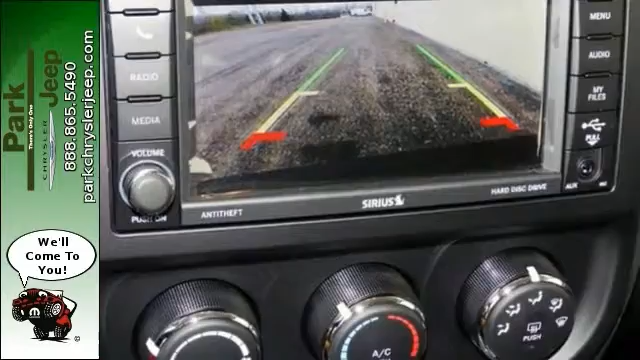 Park
There's Only One
CHRYSLER
Jeep
888.865.5490
parkchryslerjeep.com
We'll
Come To
You!
RADIO
MEDIA
VOLUME
PUSH ON
ANTITHEFT
SIRIUS
HARD DISC DRIVE
MENU
AUDIO
MY
FILES
PULL
AUX
A/C
PUSH